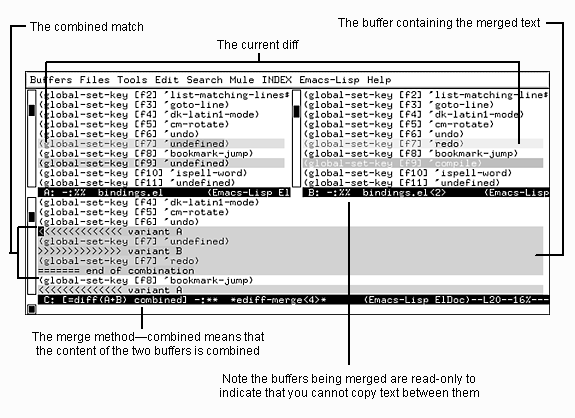 The combined match
The buffer containing the merged text
The current diff
Buffers Files Tools Edit Search Mule INDEX Emacs-Lisp Help
(global-set-key [f2] 'list-matching-lines#
(global-set-key [f3] 'goto-line)
(global-set-key [f4] 'dk-latin1-mode)
(global-set-key [f5] 'cm-rotate)
(global-set-key [f6] 'undo)
(global-set-key [f7] 'undefined)
(global-set-key [f8] 'bookmark-jump)
(global-set-key [f9] 'undefined)
(global-set-key [f10] 'ispell-word)
(global-set-key [f11] 'undefined)
A: -:%% bindings.el (Emacs-Lisp El
(global-set-key [f2] 'list-matching-lines#
(global-set-key [f3] 'goto-line)
(global-set-key [f4] 'dk-latin1-mode)
(global-set-key [f5] 'cm-rotate)
(global-set-key [f6] 'undo)
(global-set-key [f7] 'redo)
(global-set-key [f8] 'bookmark-jump)
(global-set-key [f9] 'compile)
(global-set-key [f10] 'ispell-word)
(global-set-key [f11] 'undefined)
B: -:%% bindings.el<2> (Emacs-Lisp
(global-set-key [f4] 'dk-latin1-mode)
(global-set-key [f5] 'cm-rotate)
(global-set-key [f6] 'undo)
<<<<<<<<<<<<<< variant A
(global-set-key [f7] 'undefined)
>>>>>>>>>>>>>> variant B
(global-set-key [f7] 'redo)
======= end of combination
(global-set-key [f8] 'bookmark-jump)
<<<<<<<<<<<<<< variant A
C: [=diff(A+B) combined] -:** *ediff-merge<4>* (Emacs-Lisp ElDoc)--L20--16%---
The merge method—combined means that
the content of the two buffers is combined
Note the buffers being merged are read-only to
indicate that you cannot copy text between them